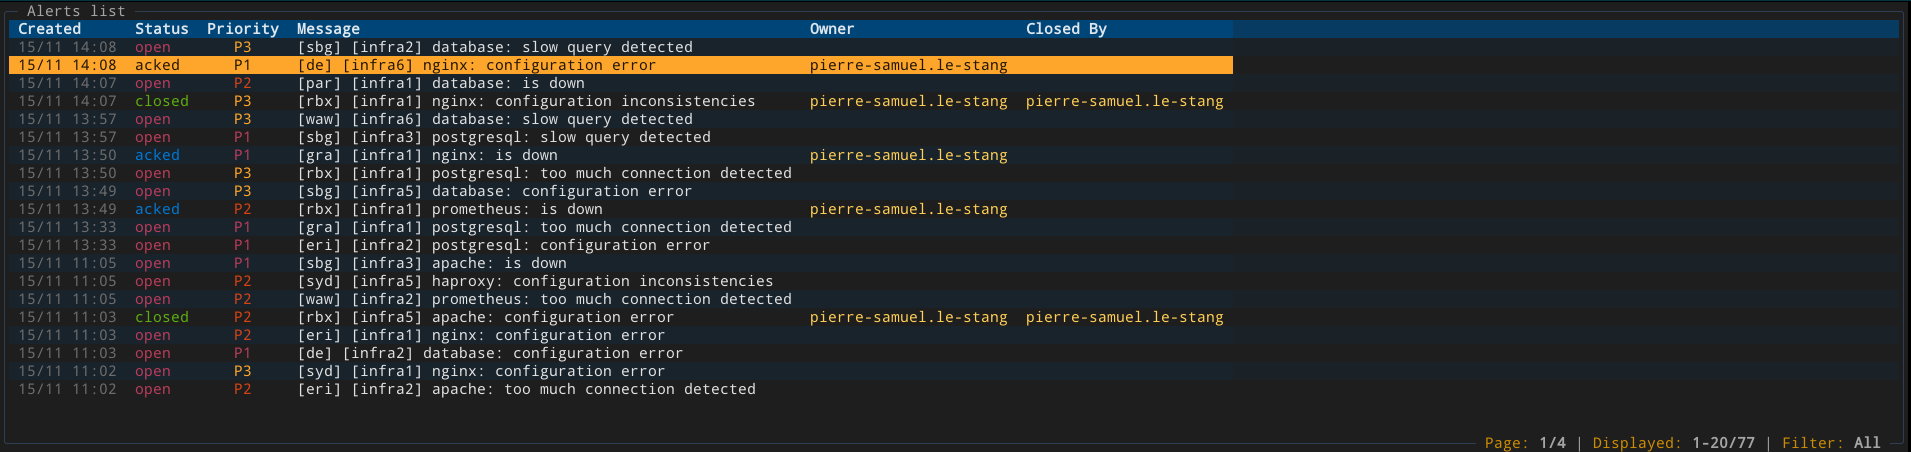 Alerts list
Created Status Priority Message Owner Closed By
15/11 14:08 open P3 [sbg] [infra2] database: slow query detected
15/11 14:08 acked P1 [de] [infra6] nginx: configuration error pierre-samuel.le-stang
15/11 14:07 open P2 [par] [infra1] database: is down
15/11 14:07 closed P3 [rbx] [infra1] nginx: configuration inconsistencies pierre-samuel.le-stang pierre-samuel.le-stang
15/11 13:57 open P3 [waw] [infra6] database: slow query detected
15/11 13:57 open P1 [sbg] [infra3] postgresql: slow query detected
15/11 13:50 acked P1 [gra] [infra1] nginx: is down pierre-samuel.le-stang
15/11 13:50 open P3 [rbx] [infra1] postgresql: too much connection detected
15/11 13:49 open P3 [sbg] [infra5] database: configuration error
15/11 13:49 acked P2 [rbx] [infra1] prometheus: is down pierre-samuel.le-stang
15/11 13:33 open P1 [gra] [infra1] postgresql: too much connection detected
15/11 13:33 open P1 [eri] [infra2] postgresql: configuration error
15/11 11:05 open P1 [sbg] [infra3] apache: is down
15/11 11:05 open P2 [syd] [infra5] haproxy: configuration inconsistencies
15/11 11:05 open P2 [waw] [infra2] prometheus: too much connection detected
15/11 11:03 closed P2 [rbx] [infra5] apache: configuration error pierre-samuel.le-stang pierre-samuel.le-stang
15/11 11:03 open P2 [eri] [infra1] nginx: configuration error
15/11 11:03 open P1 [de] [infra2] database: configuration error
15/11 11:02 open P3 [syd] [infra1] nginx: configuration error
15/11 11:02 open P2 [eri] [infra2] apache: too much connection detected
Page: 1/4 | Displayed: 1-20/77 | Filter: All